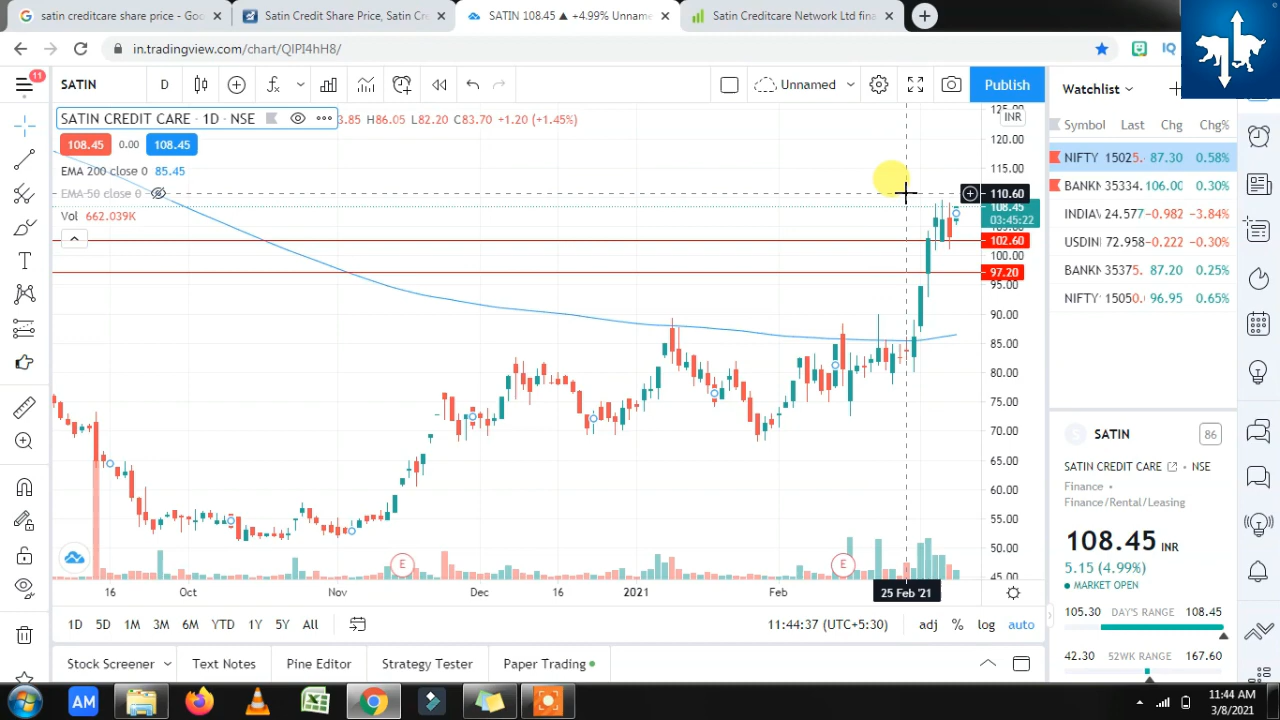 satin creditcare share price - Goo
Satin Credit Share Price, Satin Cr
SATIN 108.45 ▲ +4.99% Unname
Satin Creditcare Network Ltd fina
in.tradingview.com/chart/QIPI4hH8/
IQ
11
SATIN
D
Unnamed
Publish
Watchlist
SATIN CREDIT CARE · 1D · NSE
3.85 H86.05 L82.20 C83.70 +1.20 (+1.45%)
125.00
INR
Symbol Last Chg Chg%
108.45 0.00 108.45
120.00
NIFTY 15025. 87.30 0.58%
EMA 200 close 0 85.45
115.00
BANKN 35334. 106.00 0.30%
EMA 50 close 0
110.60
108.45
INDIAV 24.577 -0.982 -3.84%
Vol 662.039K
03:45:22
105.00
102.60
USDIN 72.958 -0.222 -0.30%
100.00
97.20
BANKN 35375. 87.20 0.25%
95.00
NIFTY 15050. 96.95 0.65%
90.00
85.00
80.00
75.00
70.00
65.00
60.00
55.00
50.00
45.00
SATIN
86
SATIN CREDIT CARE · NSE
Finance ·
Finance/Rental/Leasing
108.45 INR
5.15 (4.99%)
MARKET OPEN
105.30 DAY'S RANGE 108.45
42.30 52WK RANGE 167.60
E
E
16 Oct 16 Nov Dec 16 2021 Feb 25 Feb '21
1D 5D 1M 3M 6M YTD 1Y 5Y All
11:44:37 (UTC+5:30) adj % log auto
Stock Screener Text Notes Pine Editor Strategy Tester Paper Trading
AM
11:44 AM
3/8/2021